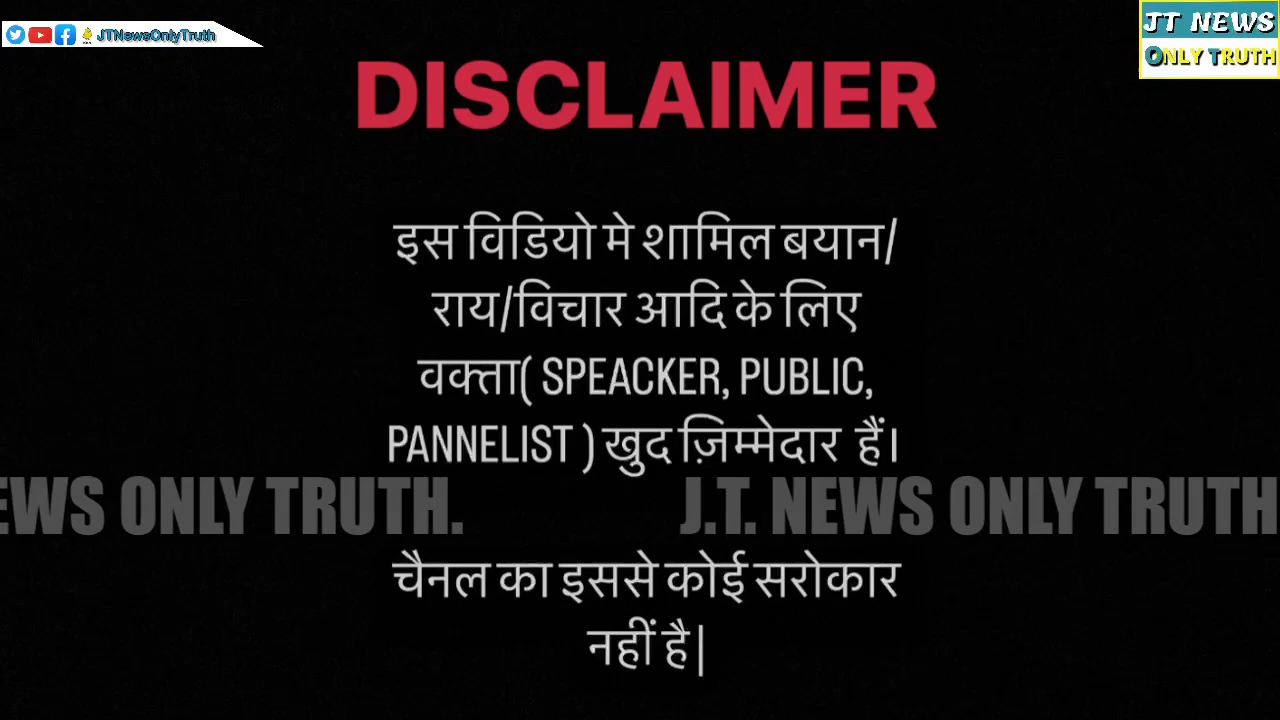 JTNewsOnlyTruth
JT NEWS
ONLY TRUTH
DISCLAIMER
इस विडियो मे शामिल बयान/
राय/विचार आदि के लिए
वक्ता( SPEACKER, PUBLIC,
PANNELIST ) खुद ज़िम्मेदार हैं।
EWS ONLY TRUTH. J.T. NEWS ONLY TRUTH
चैनल का इससे कोई सरोकार
नहीं है|